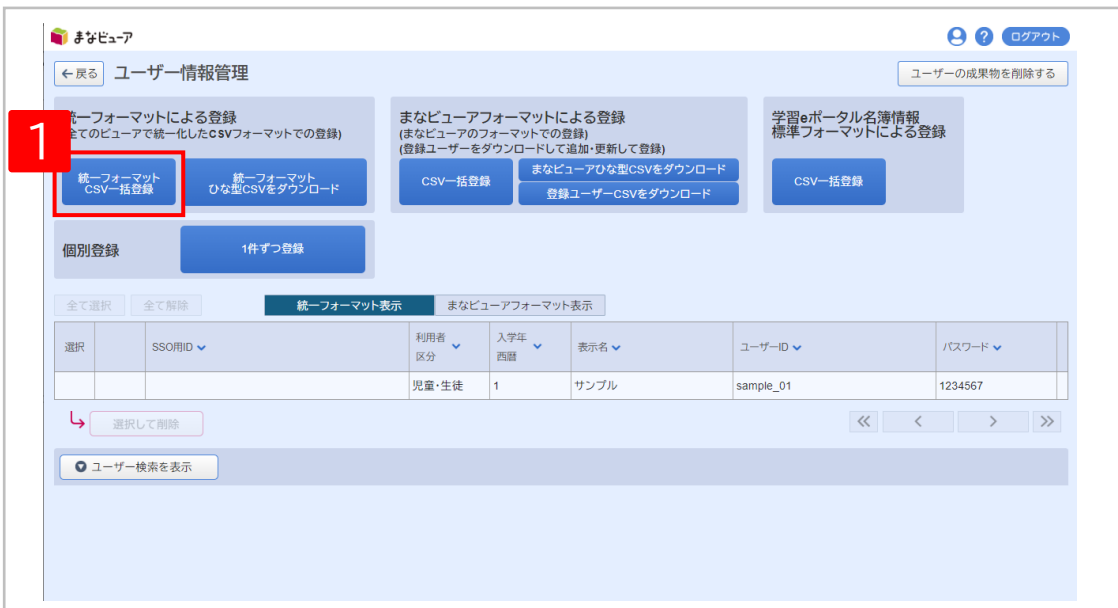 まなビューア
? ログアウト
←戻る ユーザー情報管理
ユーザーの成果物を削除する
1
一フォーマットによる登録
全てのビューアで統一化したCSVフォーマットでの登録)
統一フォーマット
CSV一括登録
統一フォーマット
ひな型CSVをダウンロード
まなビューアフォーマットによる登録
(まなビューアのフォーマットでの登録)
(登録ユーザーをダウンロードして追加・更新して登録)
CSV一括登録
まなビューアひな型CSVをダウンロード
登録ユーザーCSVをダウンロード
学習eポータル名簿情報
標準フォーマットによる登録
CSV一括登録
個別登録
1件ずつ登録
全て選択 全て解除 統一フォーマット表示 まなビューアフォーマット表示
選択 SSO用ID 利用者区分 入学年西暦 表示名 ユーザーID パスワード
児童・生徒 1 サンプル sample_01 1234567
選択して削除
ユーザー検索を表示